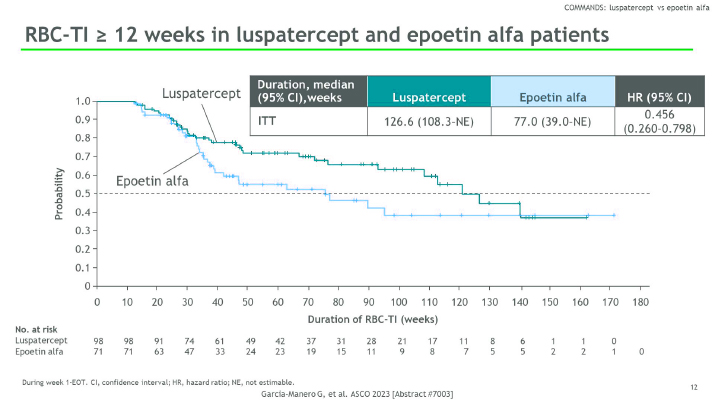 COMMANDS: luspatercept vs epoetin alfa
RBC-TI ≥ 12 weeks in luspatercept and epoetin alfa patients
Duration, median (95% CI),weeks
Luspatercept
Epoetin alfa
HR (95% CI)
ITT
126.6 (108.3-NE)
77.0 (39.0-NE)
0.456 (0.260-0.798)
Luspatercept
Epoetin alfa
Probability
1.0
0.9
0.8
0.7
0.6
0.5
0.4
0.3
0.2
0.1
0
0 10 20 30 40 50 60 70 80 90 100 110 120 130 140 150 160 170 180
Duration of RBC-TI (weeks)
No. at risk
Luspatercept 98 98 91 74 61 49 42 37 31 28 21 17 11 8 6 1 1 0
Epoetin alfa 71 71 63 47 33 24 23 19 15 11 9 8 7 5 5 2 2 1 0
During week 1-EOT. CI, confidence interval; HR, hazard ratio; NE, not estimable.
Garcia-Manero G, et al. ASCO 2023 [Abstract #7003]
12